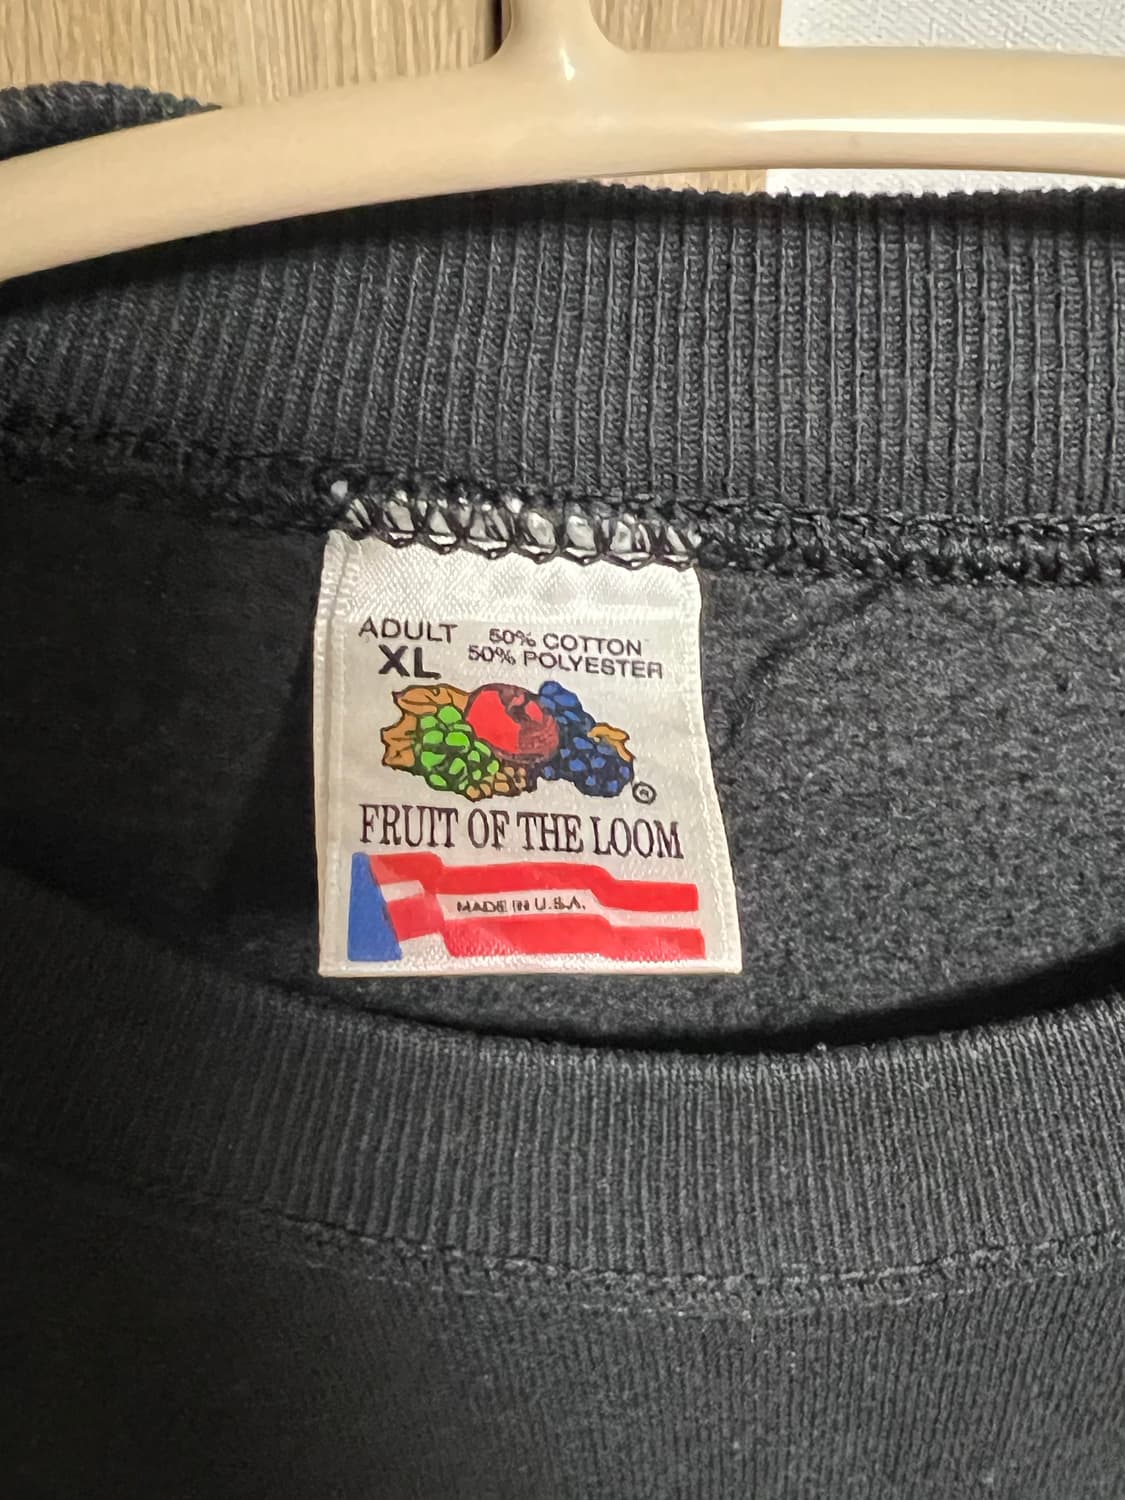 ADULT
XL
50% COTTON
50% POLYESTER
®
FRUIT OF THE LOOM
MADE IN U.S.A.